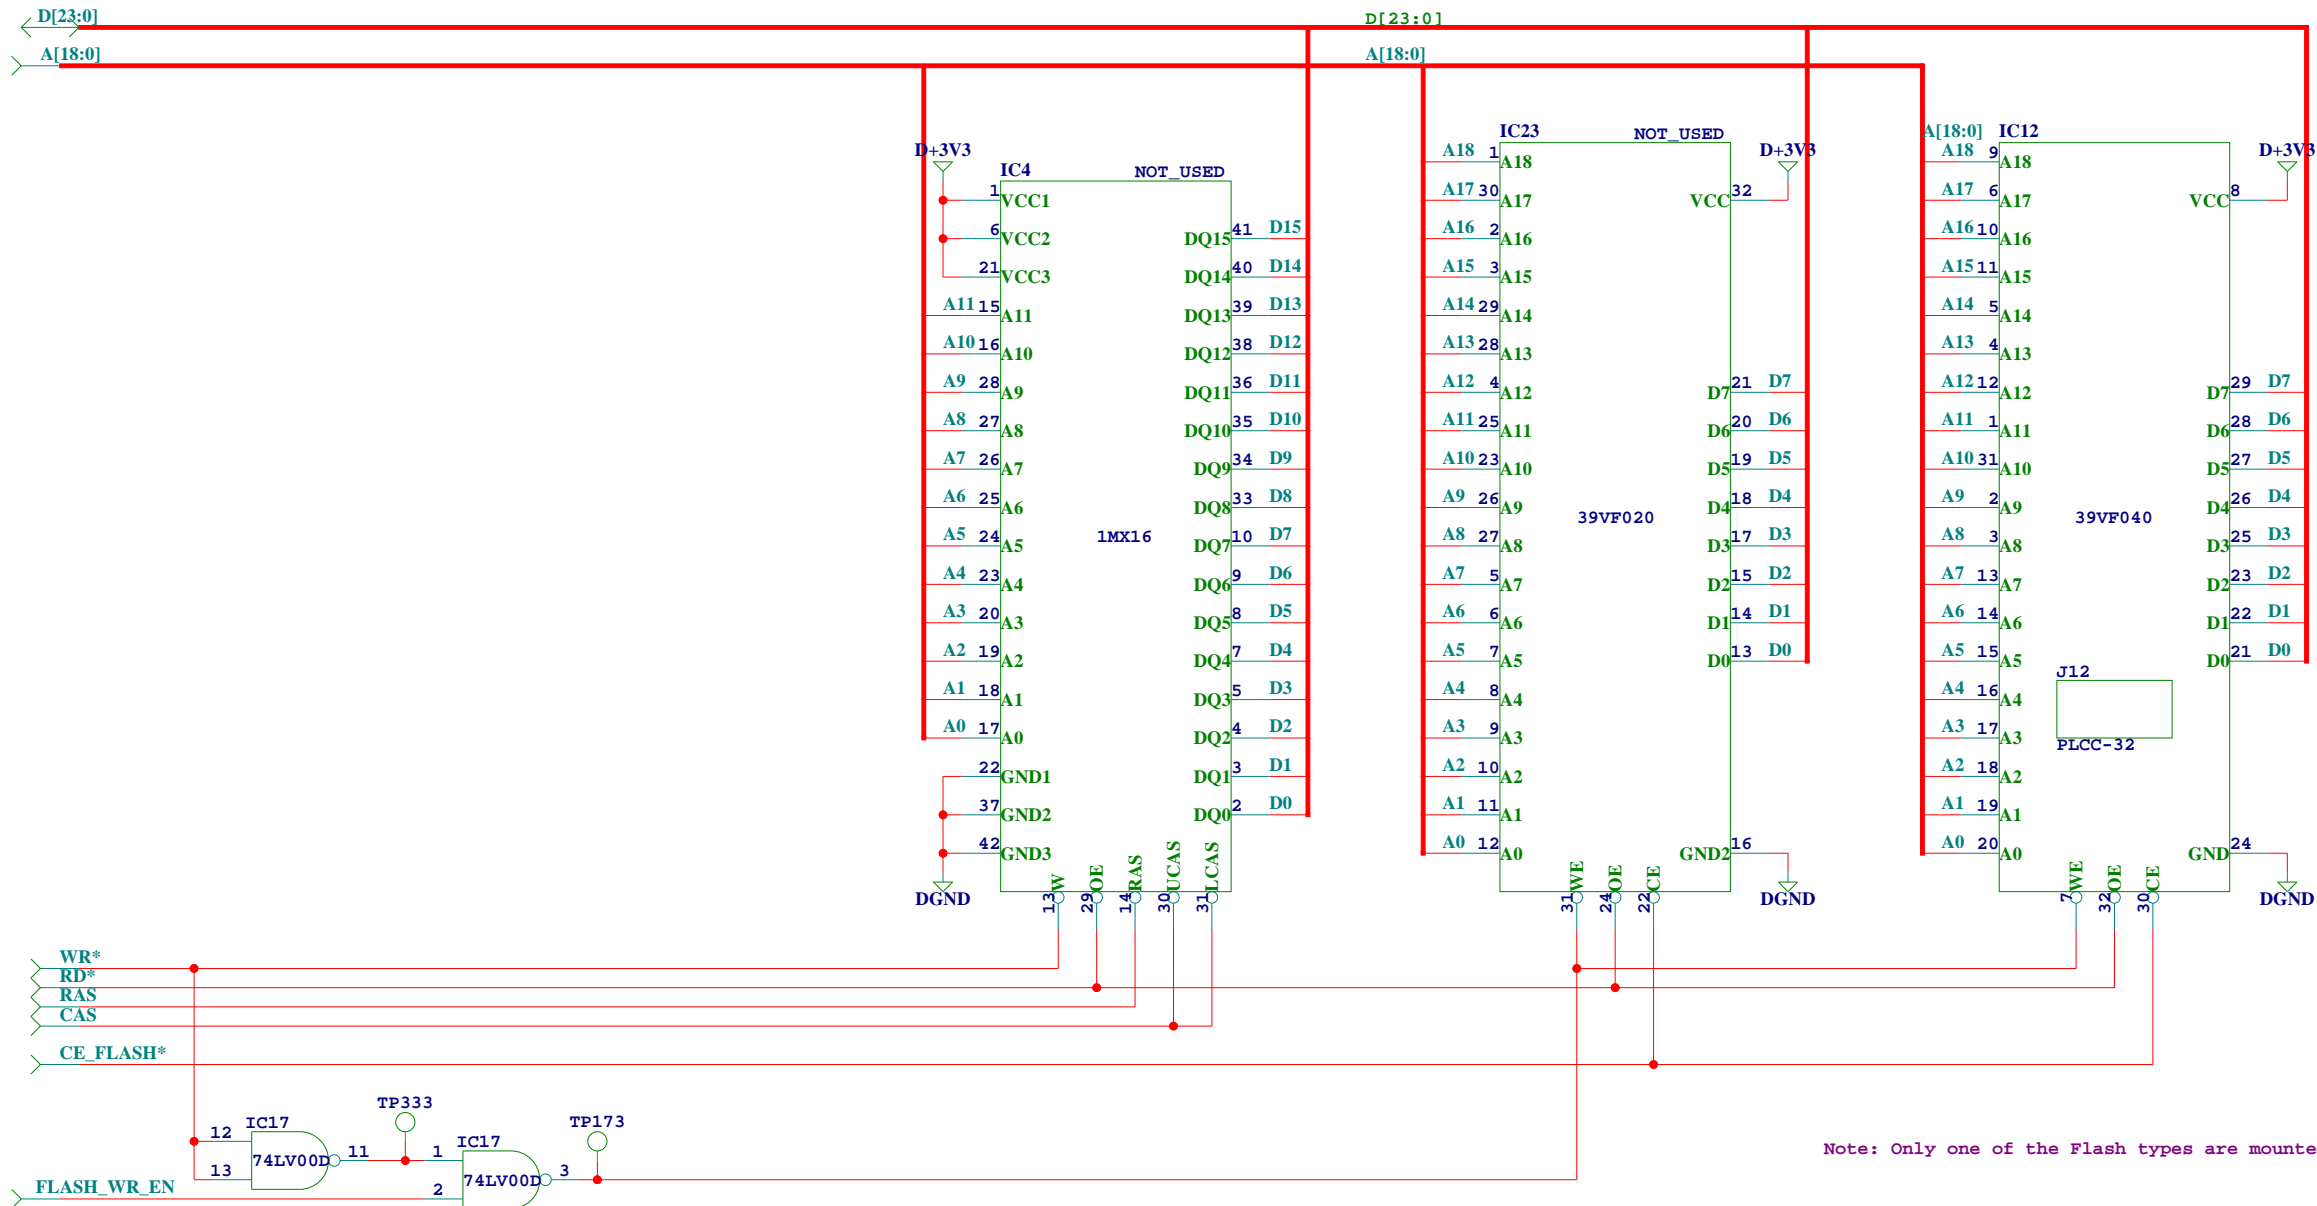 D[23:0]
D[23:0]
A[18:0]
A[18:0]
IC4
NOT_USED
D+3V3
1 VCC1
6 VCC2
21 VCC3
A11 15 A11
A10 16 A10
A9 28 A9
A8 27 A8
A7 26 A7
A6 25 A6
A5 24 A5
A4 23 A4
A3 20 A3
A2 19 A2
A1 18 A1
A0 17 A0
22 GND1
37 GND2
42 GND3
DGND
1MX16
DQ15 41 D15
DQ14 40 D14
DQ13 39 D13
DQ12 38 D12
DQ11 36 D11
DQ10 35 D10
DQ9 34 D9
DQ8 33 D8
DQ7 10 D7
DQ6 9 D6
DQ5 8 D5
DQ4 7 D4
DQ3 5 D3
DQ2 4 D2
DQ1 3 D1
DQ0 2 D0
W 13
OE 29
RAS 14
UCAS 30
LCAS 31
IC23
NOT_USED
A18 1 A18
A17 30 A17
A16 2 A16
A15 3 A15
A14 29 A14
A13 28 A13
A12 4 A12
A11 25 A11
A10 23 A10
A9 26 A9
A8 27 A8
A7 5 A7
A6 6 A6
A5 7 A5
A4 8 A4
A3 9 A3
A2 10 A2
A1 11 A1
A0 12 A0
39VF020
D+3V3
VCC 32
D7 21 D7
D6 20 D6
D5 19 D5
D4 18 D4
D3 17 D3
D2 15 D2
D1 14 D1
D0 13 D0
GND2 16
DGND
WE 31
OE 24
CE 22
A[18:0]
IC12
A18 9 A18
A17 6 A17
A16 10 A16
A15 11 A15
A14 5 A14
A13 4 A13
A12 12 A12
A11 1 A11
A10 31 A10
A9 2 A9
A8 3 A8
A7 13 A7
A6 14 A6
A5 15 A5
A4 16 A4
A3 17 A3
A2 18 A2
A1 19 A1
A0 20 A0
39VF040
J12
PLCC-32
D+3V3
VCC 8
D7 29 D7
D6 28 D6
D5 27 D5
D4 26 D4
D3 25 D3
D2 23 D2
D1 22 D1
D0 21 D0
GND 24
DGND
WE 7
OE 32
CE 30
WR*
RD*
RAS
CAS
CE_FLASH*
TP333
TP173
IC17
12
13
74LV00D
11
IC17
1
2
74LV00D
3
FLASH_WR_EN
Note: Only one of the Flash types are mounte